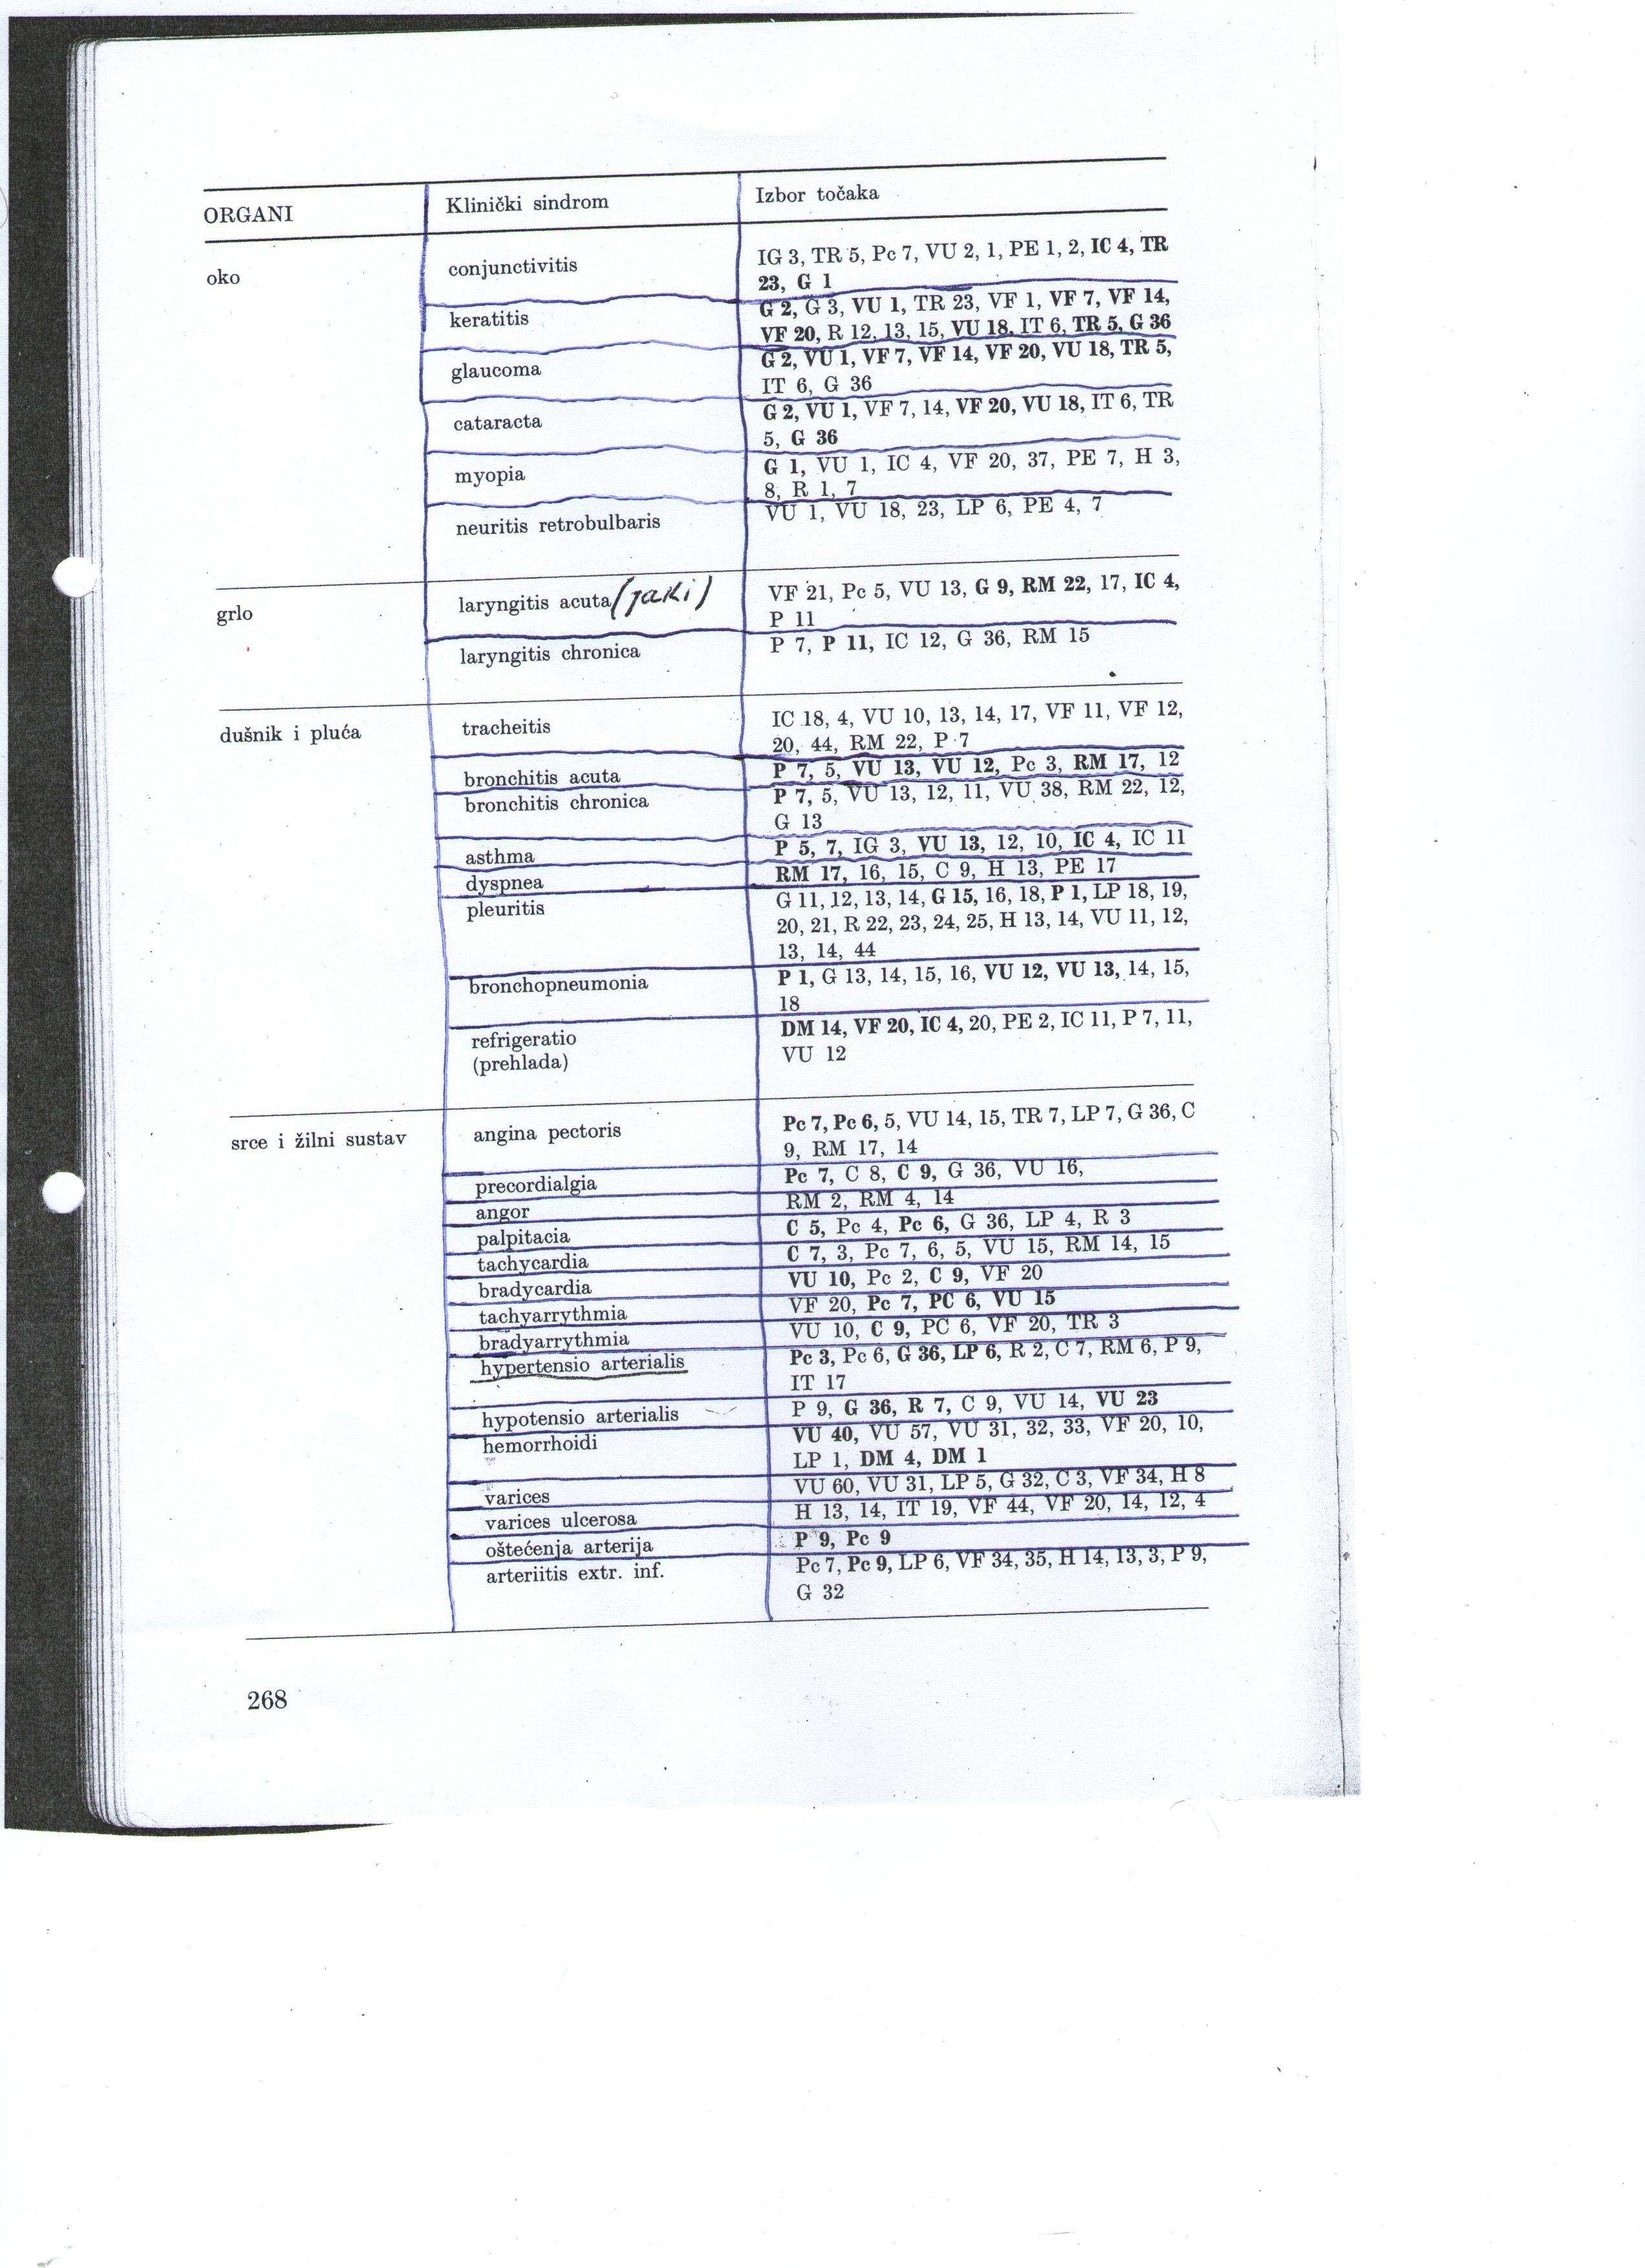 ORGANI Klinički sindrom Izbor točaka
oko conjunctivitis IG 3, TR 5, Pc 7, VU 2, 1, PE 1, 2, IC 4, TR
23, G 1
keratitis G 2, G 3, VU 1, TR 23, VF 1, VF 7, VF 14,
VF 20, R 12, 13, 15, VU 18, IT 6, TR 5, G 36
glaucoma G 2, VU 1, VF 7, VF 14, VF 20, VU 18, TR 5,
IT 6, G 36
cataracta G 2, VU 1, VF 7, 14, VF 20, VU 18, IT 6, TR
5, G 36
myopia G 1, VU 1, IC 4, VF 20, 37, PE 7, H 3,
8, R 1, 7
neuritis retrobulbaris VU 1, VU 18, 23, LP 6, PE 4, 7
grlo laryngitis acuta (jaki) VF 21, Pc 5, VU 13, G 9, RM 22, 17, IC 4,
P 11
laryngitis chronica P 7, P 11, IC 12, G 36, RM 15
dušnik i pluća tracheitis IC 18, 4, VU 10, 13, 14, 17, VF 11, VF 12,
20, 44, RM 22, P 7
bronchitis acuta P 7, 5, VU 13, VU 12, Pc 3, RM 17, 12
bronchitis chronica P 7, 5, VU 13, 12, 11, VU 38, RM 22, 12,
G 13
asthma P 5, 7, IG 3, VU 13, 12, 10, IC 4, IC 11
dyspnea RM 17, 16, 15, C 9, H 13, PE 17
pleuritis G 11, 12, 13, 14, G 15, 16, 18, P 1, LP 18, 19,
20, 21, R 22, 23, 24, 25, H 13, 14, VU 11, 12,
13, 14, 44
bronchopneumonia P 1, G 13, 14, 15, 16, VU 12, VU 13, 14, 15,
18
refrigeratio DM 14, VF 20, IC 4, 20, PE 2, IC 11, P 7, 11,
(prehlada) VU 12
srce i žilni sustav angina pectoris Pc 7, Pc 6, 5, VU 14, 15, TR 7, LP 7, G 36, C
9, RM 17, 14
precordialgia Pc 7, C 8, C 9, G 36, VU 16,
angor RM 2, RM 4, 14
palpitacia C 5, Pc 4, Pc 6, G 36, LP 4, R 3
tachycardia C 7, 3, Pc 7, 6, 5, VU 15, RM 14, 15
bradycardia VU 10, Pc 2, C 9, VF 20
tachyarrythmia VF 20, Pc 7, PC 6, VU 15
bradyarrythmia VU 10, C 9, PC 6, VF 20, TR 3
hypertensio arterialis Pc 3, Pc 6, G 36, LP 6, R 2, C 7, RM 6, P 9,
IT 17
hypotensio arterialis P 9, G 36, R 7, C 9, VU 14, VU 23
hemorrhoidi VU 40, VU 57, VU 31, 32, 33, VF 20, 10,
LP 1, DM 4, DM 1
varices VU 60, VU 31, LP 5, G 32, C 3, VF 34, H 8
varices ulcerosa H 13, 14, IT 19, VF 44, VF 20, 14, 12, 4
oštećenja arterija P 9, Pc 9
arteriitis extr. inf. Pc 7, Pc 9, LP 6, VF 34, 35, H 14, 13, 3, P 9,
G 32
268